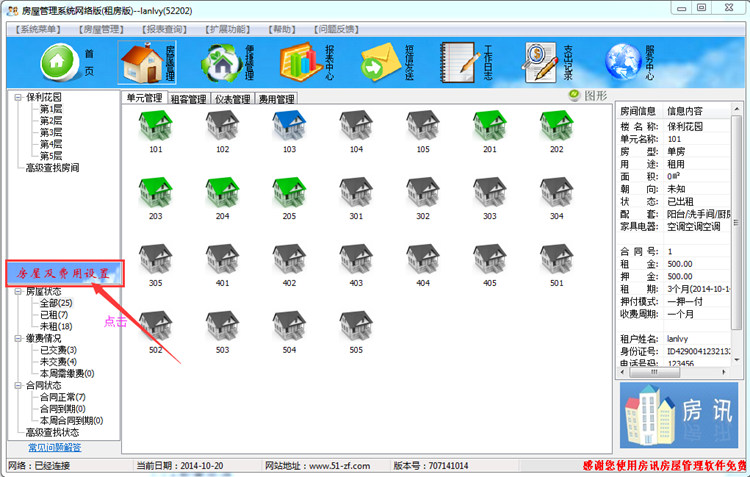 房屋管理系统网络版(租房版)--lanlvy(52202)
【系统菜单】 【房屋管理】 【报表查询】 【扩展功能】 【帮助】 【问题反馈】
首页 房屋管理 便捷管理 报表中心 短信发送 工作日志 支出记录 服务中心
保利花园
第1层
第2层
第3层
第4层
第5层
高级查找房间
房屋及费用设置
点击
房屋状态
全部(25)
已租(7)
未租(18)
缴费情况
已交费(3)
未交费(4)
本周需缴费(0)
合同状态
合同正常(7)
合同到期(0)
本周合同到期(0)
高级查找状态
常见问题解答
单元管理 租客管理 仪表管理 费用管理
图形
101 102 103 104 105 201 202
203 204 205 301 302 303 304
305 401 402 403 404 405 501
502 503 504 505
房间信息 信息内容
楼 名 称: 保利花园
单元名称: 101
房 型: 单房
用 途: 租用
面 积: 0m²
朝 向: 未知
状 态: 已出租
配 套: 阳台/洗手间/厨房
家具电器: 空调空调空调
合 同 号: 1
租 金: 500.00
押 金: 500.00
租 期: 3个月(2014-10-1
押付模式: 一押一付
收费周期: 一个月
租户姓名: lanlvy
身份证号: ID4290041232132
电话号码: 123456
房讯
网络：已经连接 当前日期：2014-10-20 网站地址：www.51-zf.com 版本号：707141014 感谢您使用房讯房屋管理软件免费